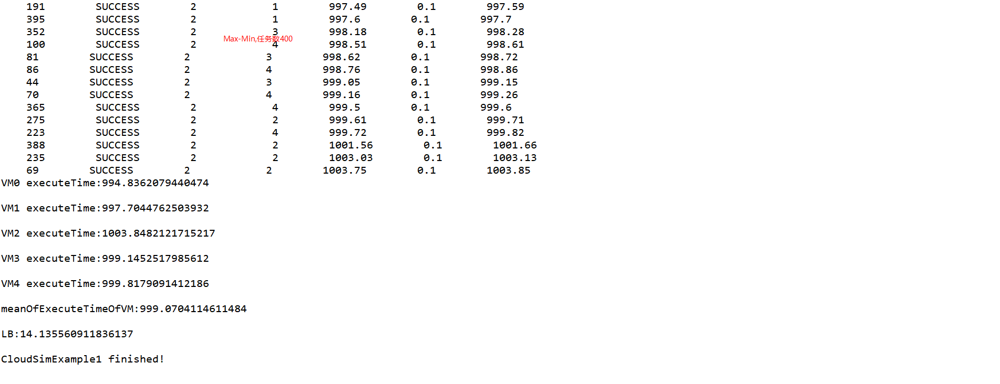 191 SUCCESS 2 1 997.49 0.1 997.59
395 SUCCESS 2 1 997.6 0.1 997.7
352 SUCCESS 2 3 998.18 0.1 998.28
Max-Min,任务数400
100 SUCCESS 2 4 998.51 0.1 998.61
81 SUCCESS 2 3 998.62 0.1 998.72
86 SUCCESS 2 4 998.76 0.1 998.86
44 SUCCESS 2 3 999.05 0.1 999.15
70 SUCCESS 2 4 999.16 0.1 999.26
365 SUCCESS 2 4 999.5 0.1 999.6
275 SUCCESS 2 2 999.61 0.1 999.71
223 SUCCESS 2 4 999.72 0.1 999.82
388 SUCCESS 2 2 1001.56 0.1 1001.66
235 SUCCESS 2 2 1003.03 0.1 1003.13
69 SUCCESS 2 2 1003.75 0.1 1003.85
VM0 executeTime:994.8362079440474
VM1 executeTime:997.7044762503932
VM2 executeTime:1003.8482121715217
VM3 executeTime:999.1452517985612
VM4 executeTime:999.8179091412186
meanOfExecuteTimeOfVM:999.0704114611484
LB:14.135560911836137
CloudSimExample1 finished!